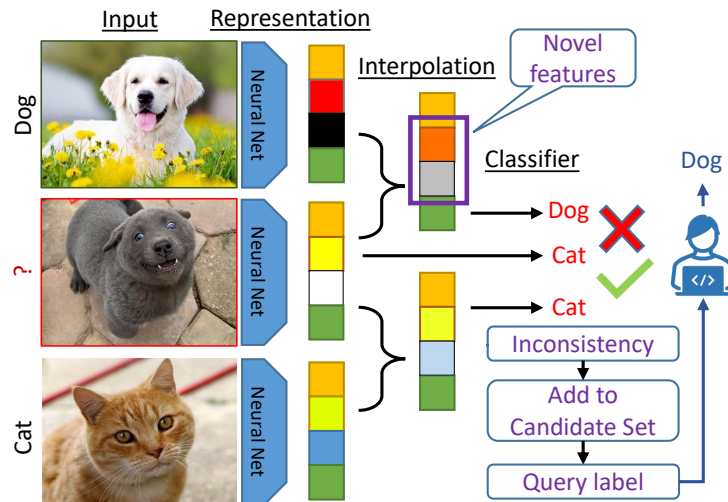 Input
Representation
Interpolation
Novel
features
Classifier
Dog
Neural Net
Dog
Dog
?
Neural Net
Cat
Cat
Cat
Neural Net
</>
Inconsistency
Add to
Candidate Set
Query label